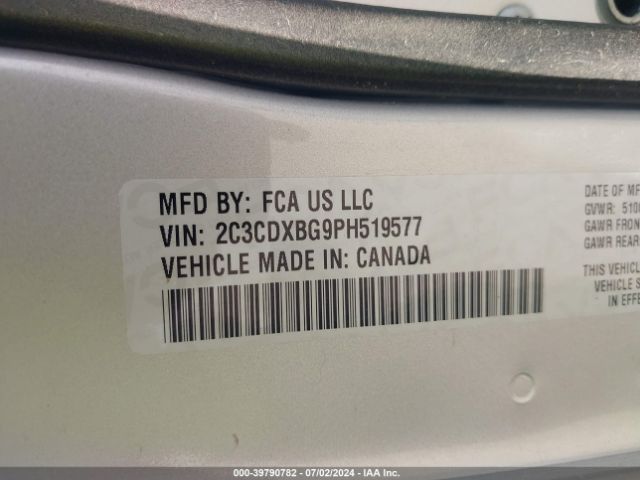 MFD BY: FCA US LLC
VIN: 2C3CDXBG9PH519577
VEHICLE MADE IN: CANADA
DATE OF MF
GVWR: 510
GAWR FRON
GAWR REAR
THIS VEHICL
VEHICLE S
IN EFFE
000-39790782 - 07/02/2024 - IAA Inc.